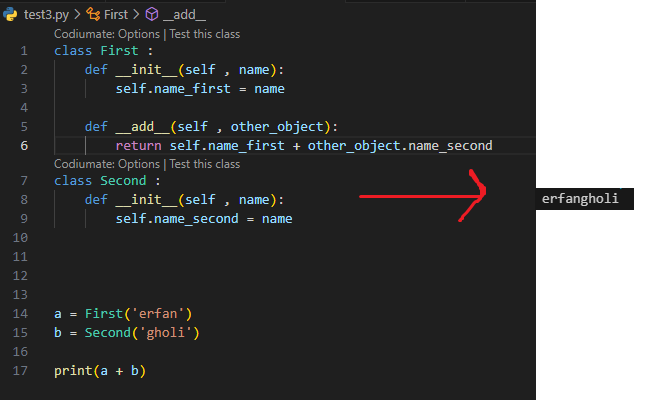 test3.py > First > __add__
Codiumate: Options | Test this class
1 class First :
2     def __init__(self , name):
3         self.name_first = name
4
5     def __add__(self , other_object):
6         return self.name_first + other_object.name_second
Codiumate: Options | Test this class
7 class Second :
8     def __init__(self , name):
9         self.name_second = name
10
11
12
13
14 a = First('erfan')
15 b = Second('gholi')
16
17 print(a + b)
erfangholi